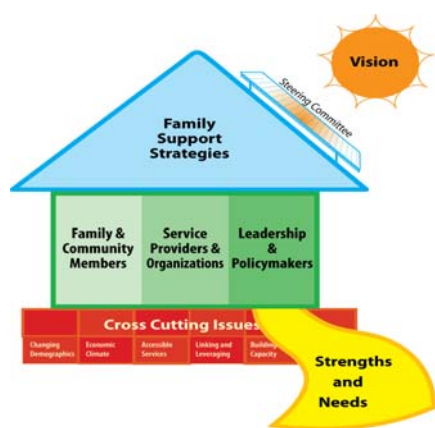 Vision
Steering Committee
Family
Support
Strategies
Family &
Community
Members
Service
Providers &
Organizations
Leadership
&
Policymakers
Cross Cutting Issues
Changing
Demographics
Economic
Climate
Accessible
Services
Linking and
Leveraging
Building
Capacity
Strengths
and
Needs